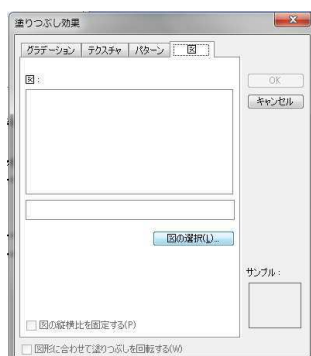 塗りつぶし効果
グラデーション テクスチャ パターン 図
図:
OK
キャンセル
図の選択(L)...
サンプル:
図の縦横比を固定する(P)
図形に合わせて塗りつぶしを回転する(W)